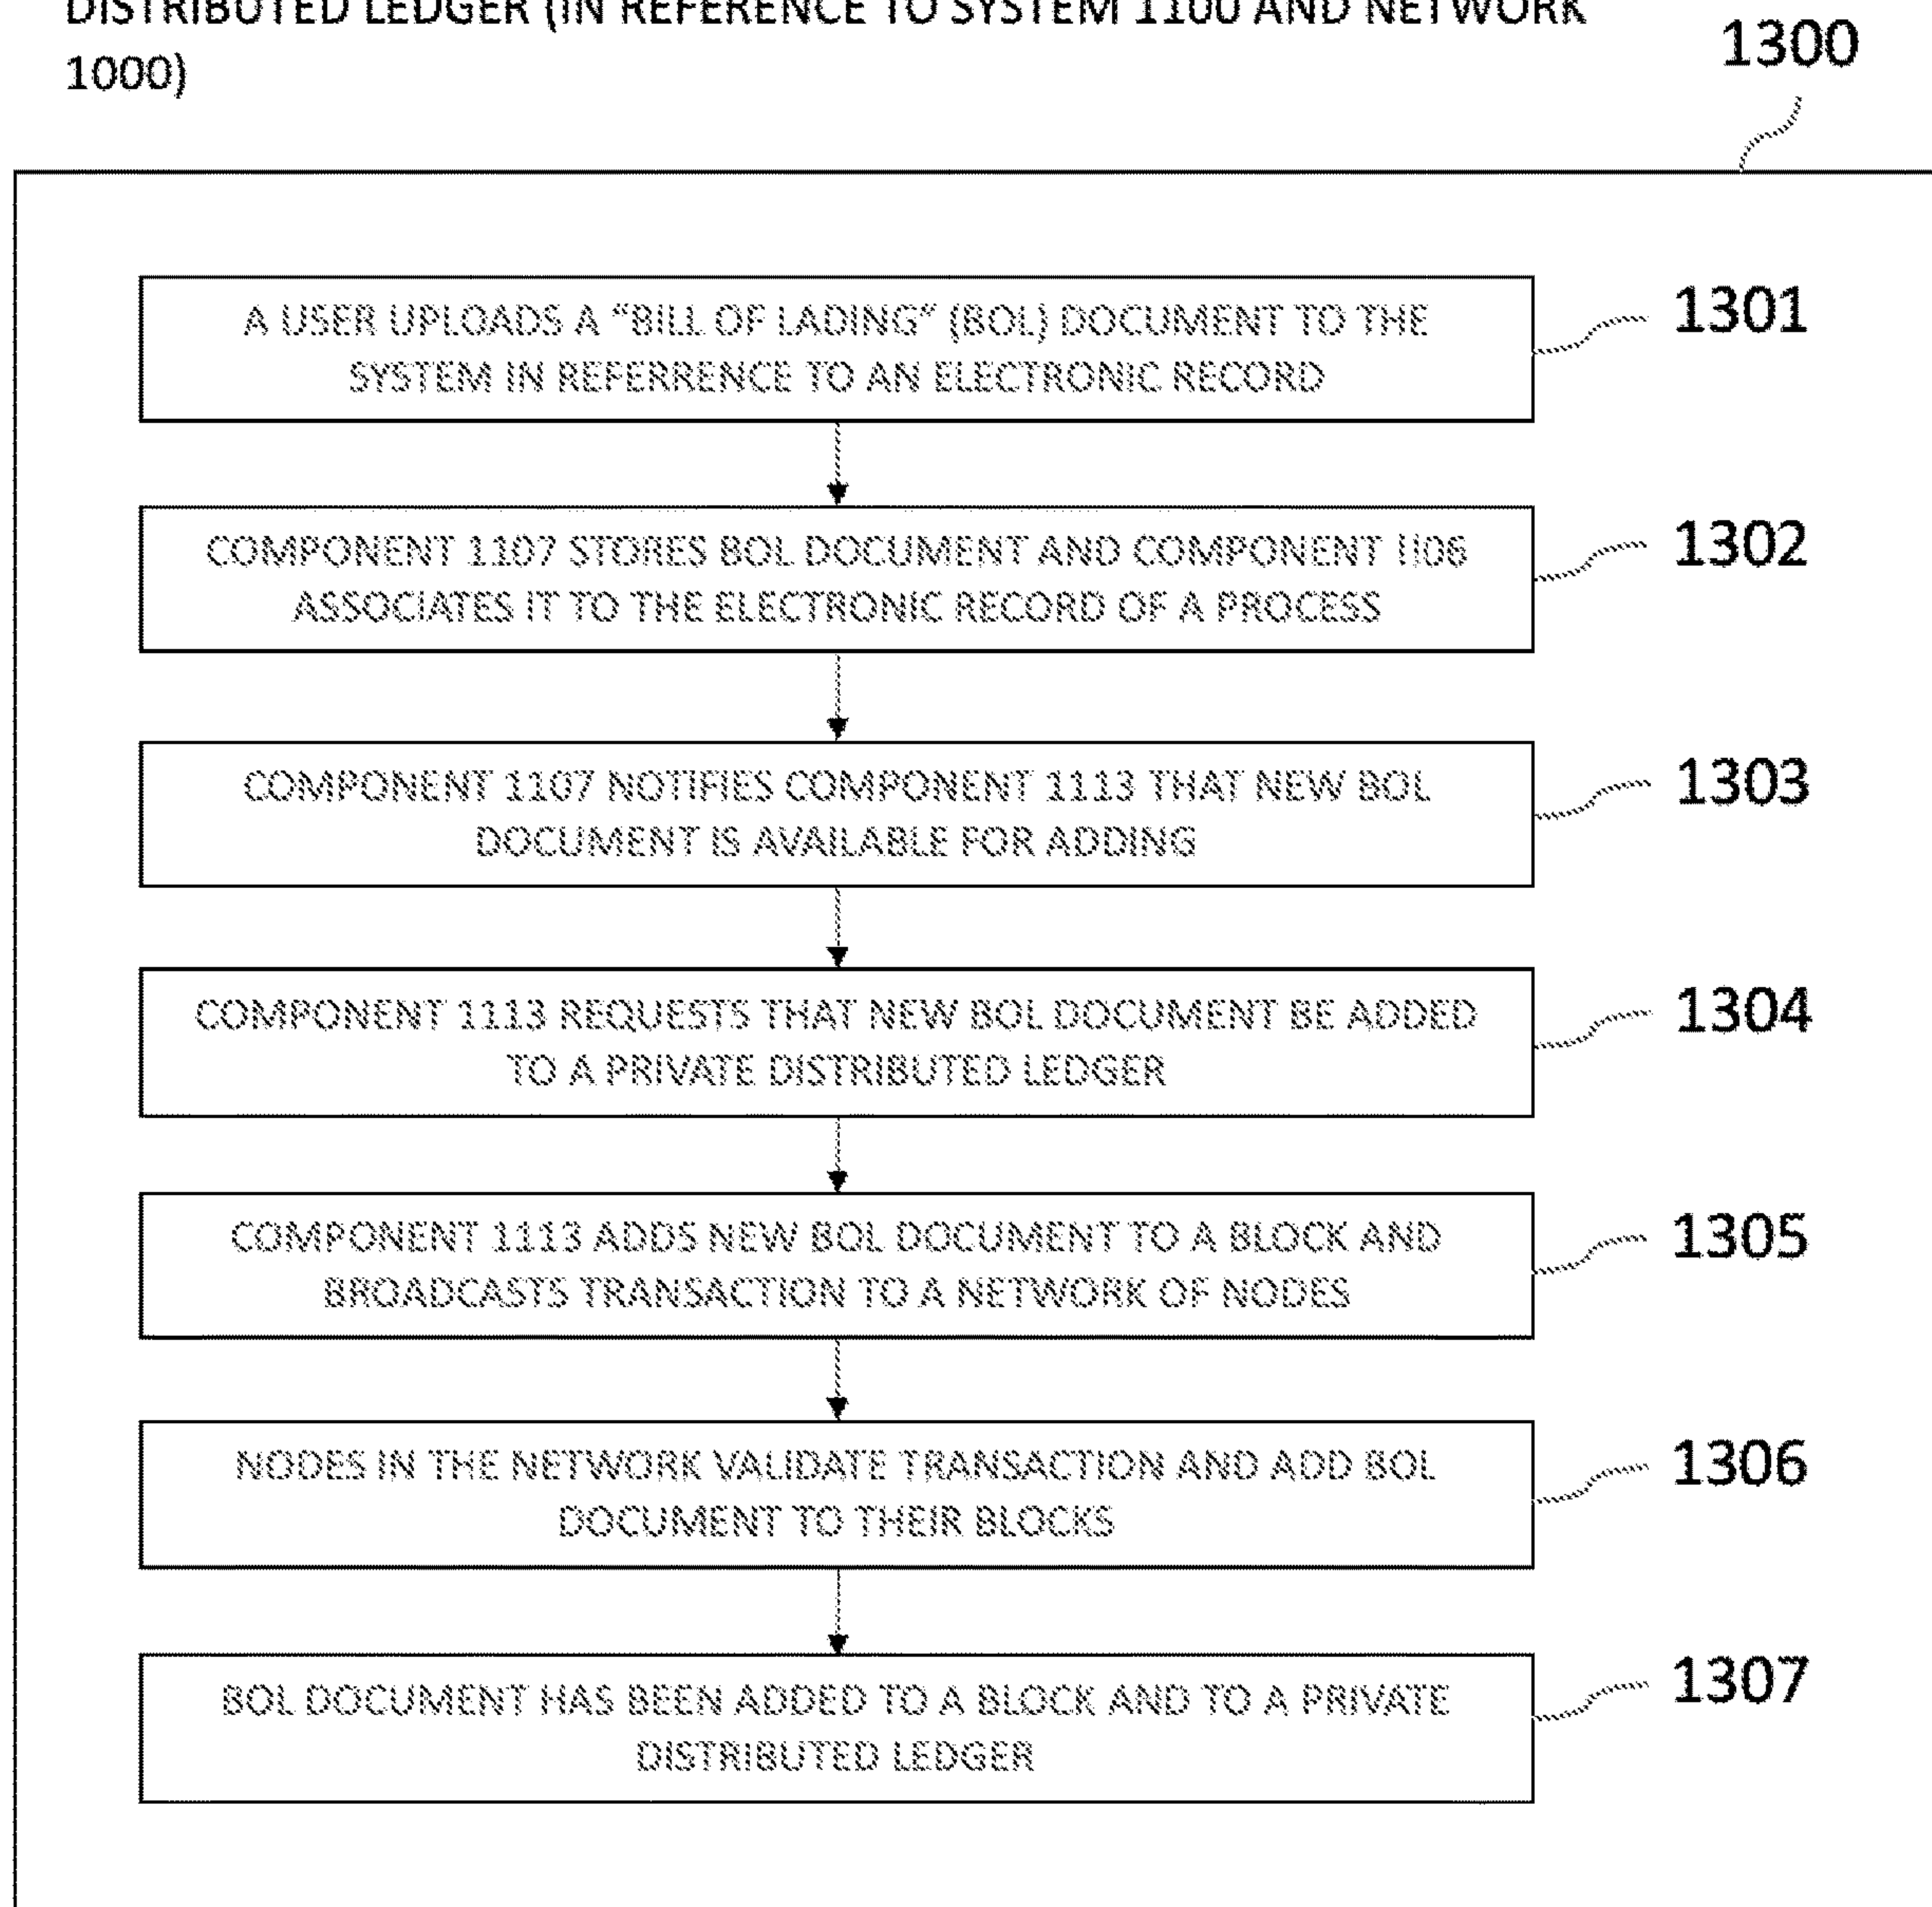 DISTRIBUTED LEDGER (IN REFERENCE TO SYSTEM 1100 AND NETWORK
1000)
1300
A USER UPLOADS A “BILL OF LADING” (BOL) DOCUMENT TO THE
SYSTEM IN REFERRENCE TO AN ELECTRONIC RECORD
1301
COMPONENT 1107 STORES BOL DOCUMENT AND COMPONENT 1106
ASSOCIATES IT TO THE ELECTRONIC RECORD OF A PROCESS
1302
COMPONENT 1107 NOTIFIES COMPONENT 1113 THAT NEW BOL
DOCUMENT IS AVAILABLE FOR ADDING
1303
COMPONENT 1113 REQUESTS THAT NEW BOL DOCUMENT BE ADDED
TO A PRIVATE DISTRIBUTED LEDGER
1304
COMPONENT 1113 ADDS NEW BOL DOCUMENT TO A BLOCK AND
BROADCASTS TRANSACTION TO A NETWORK OF NODES
1305
NODES IN THE NETWORK VALIDATE TRANSACTION AND ADD BOL
DOCUMENT TO THEIR BLOCKS
1306
BOL DOCUMENT HAS BEEN ADDED TO A BLOCK AND TO A PRIVATE
DISTRIBUTED LEDGER
1307